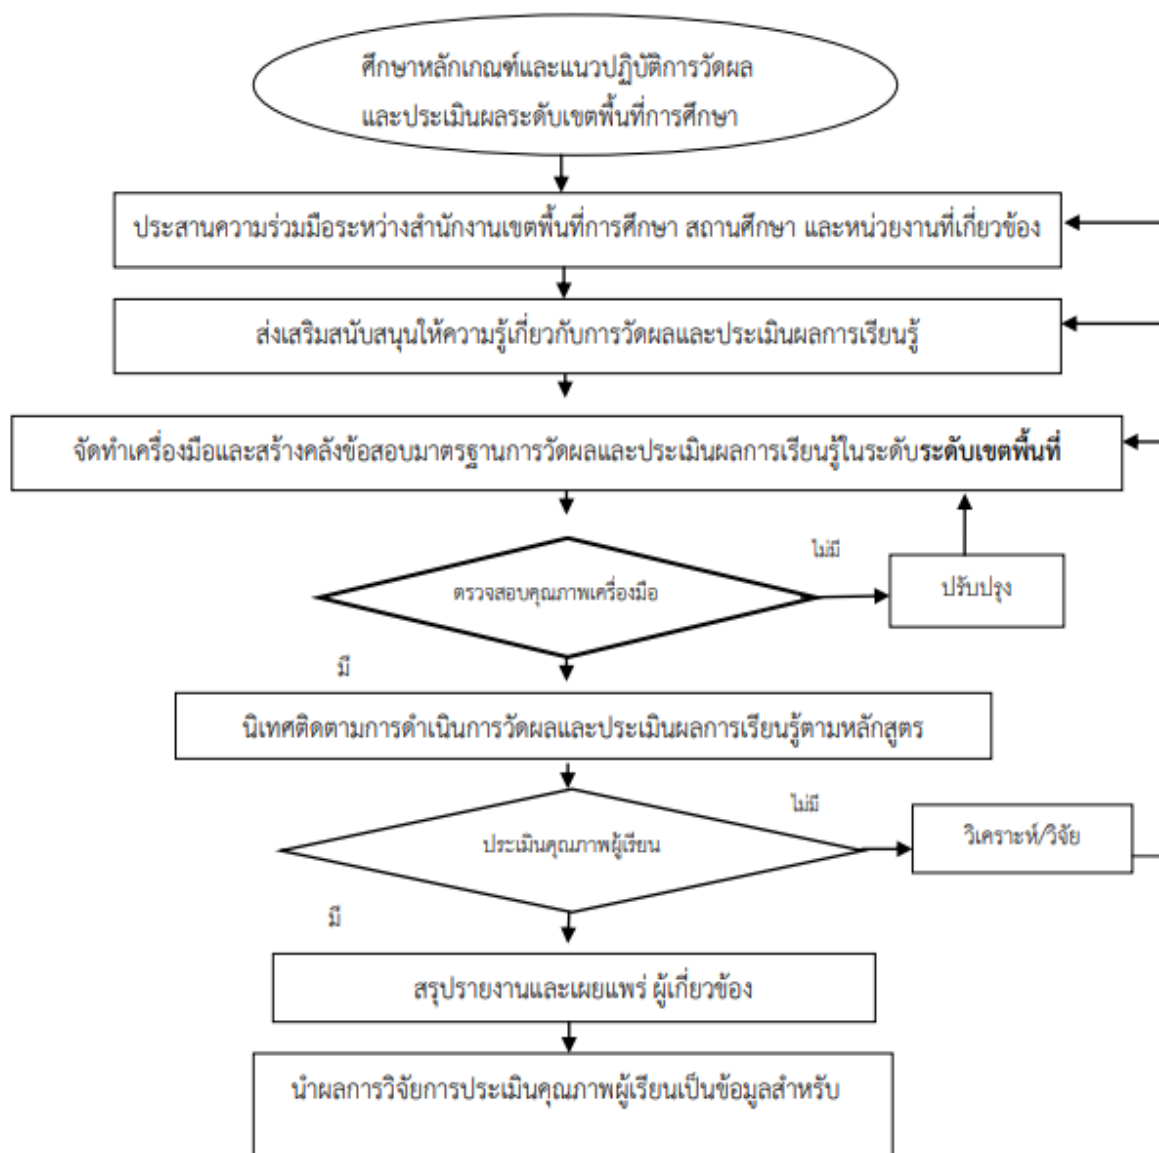 ศึกษาหลักเกณฑ์และแนวปฏิบัติการวัดผล
และประเมินผลระดับเขตพื้นที่การศึกษา
ประสานความร่วมมือระหว่างสำนักงานเขตพื้นที่การศึกษา สถานศึกษา และหน่วยงานที่เกี่ยวข้อง
ส่งเสริมสนับสนุนให้ความรู้เกี่ยวกับการวัดผลและประเมินผลการเรียนรู้
จัดทำเครื่องมือและสร้างคลังข้อสอบมาตรฐานการวัดผลและประเมินผลการเรียนรู้ในระดับระดับเขตพื้นที่
ไม่มี
ตรวจสอบคุณภาพเครื่องมือ
ปรับปรุง
มี
นิเทศติดตามการดำเนินการวัดผลและประเมินผลการเรียนรู้ตามหลักสูตร
ไม่มี
ประเมินคุณภาพผู้เรียน
วิเคราะห์/วิจัย
มี
สรุปรายงานและเผยแพร่ ผู้เกี่ยวข้อง
นำผลการวิจัยการประเมินคุณภาพผู้เรียนเป็นข้อมูลสำหรับ